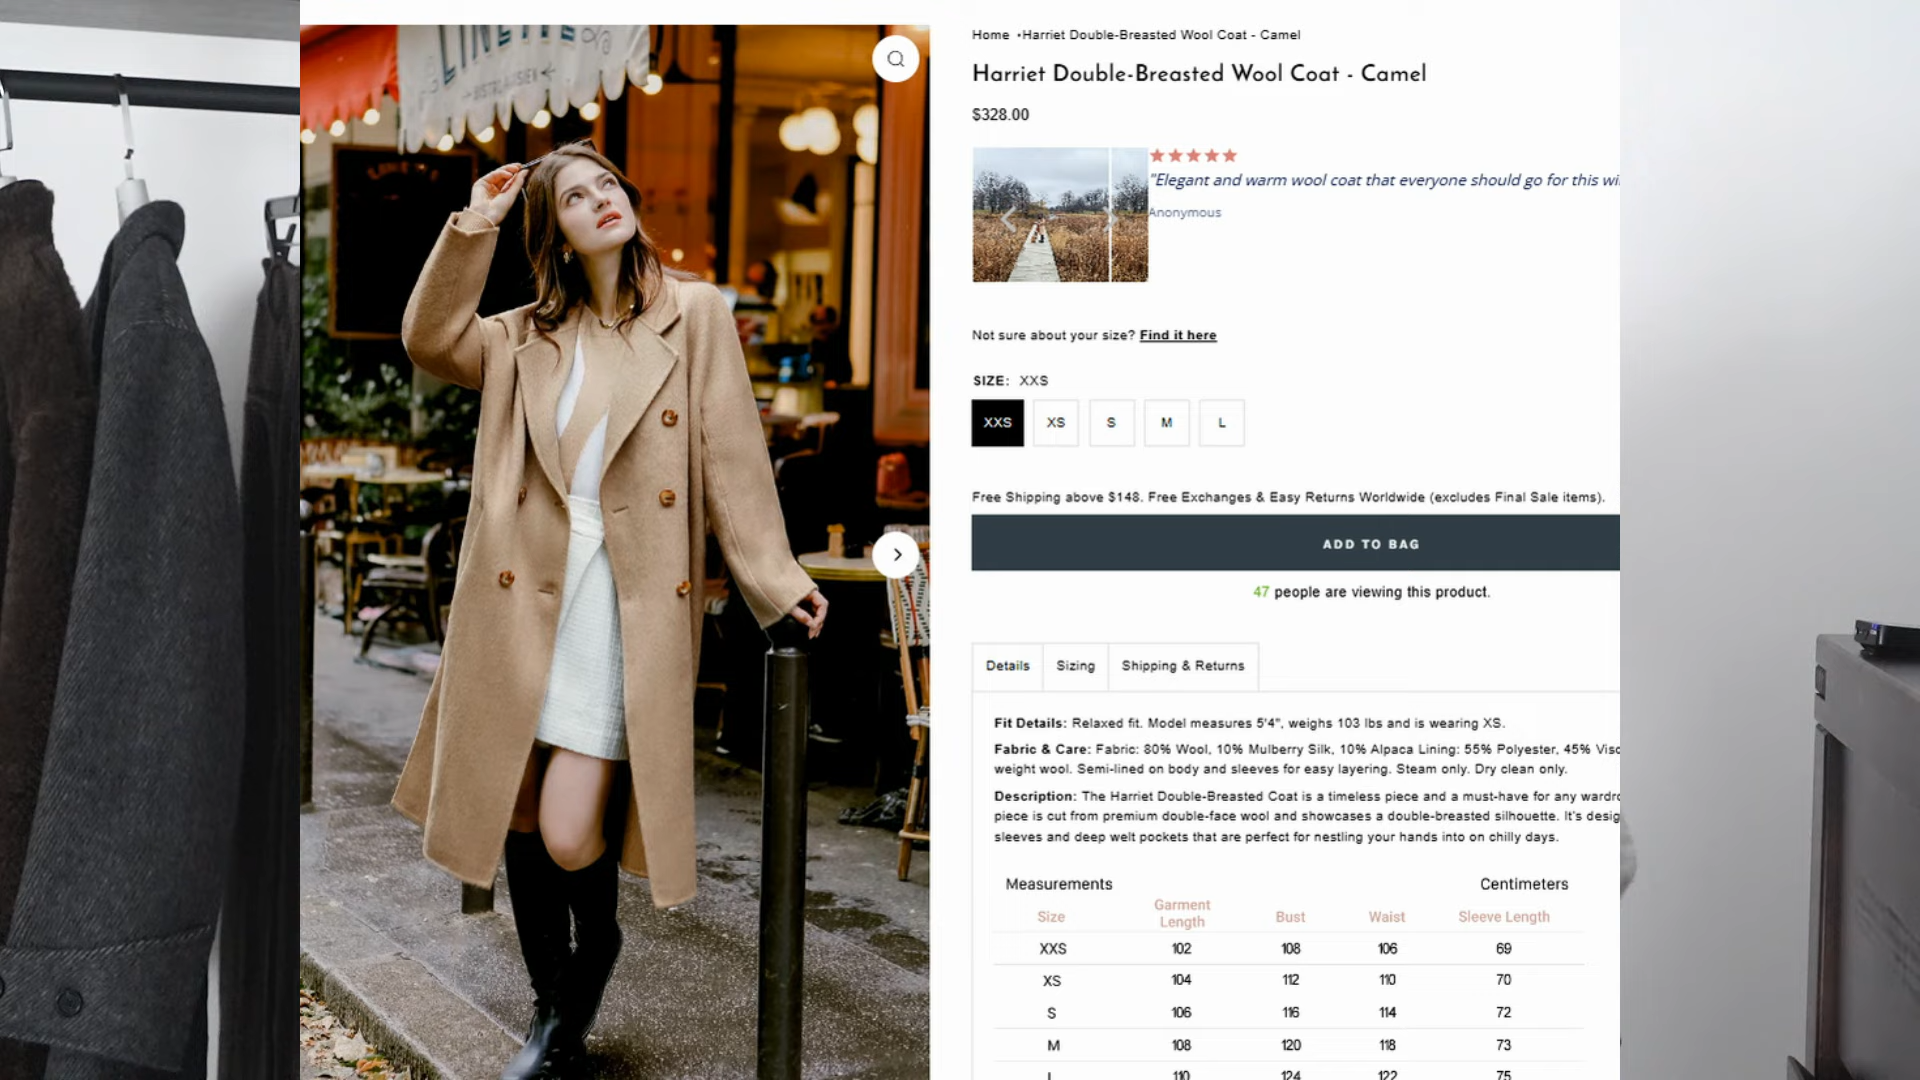 LINETTE
BISTRO PARISIEN
Home •Harriet Double-Breasted Wool Coat - Camel
Harriet Double-Breasted Wool Coat - Camel
$328.00
"Elegant and warm wool coat that everyone should go for this
Anonymous
Not sure about your size? Find it here
SIZE: XXS
XXS XS S M L
Free Shipping above $148. Free Exchanges & Easy Returns Worldwide (excludes Final Sale items).
ADD TO BAG
47 people are viewing this product.
Details Sizing Shipping & Returns
Fit Details: Relaxed fit. Model measures 5'4", weighs 103 lbs and is wearing XS.
Fabric & Care: Fabric: 80% Wool, 10% Mulberry Silk, 10% Alpaca Lining: 55% Polyester, 45% Visc
weight wool. Semi-lined on body and sleeves for easy layering. Steam only. Dry clean only.
Description: The Harriet Double-Breasted Coat is a timeless piece and a must-have for any wardro
piece is cut from premium double-face wool and showcases a double-breasted silhouette. It's desig
sleeves and deep welt pockets that are perfect for nestling your hands into on chilly days.
Measurements Centimeters
Size Garment Length Bust Waist Sleeve Length
XXS 102 108 106 69
XS 104 112 110 70
S 106 116 114 72
M 108 120 118 73
L 110 124 122 75